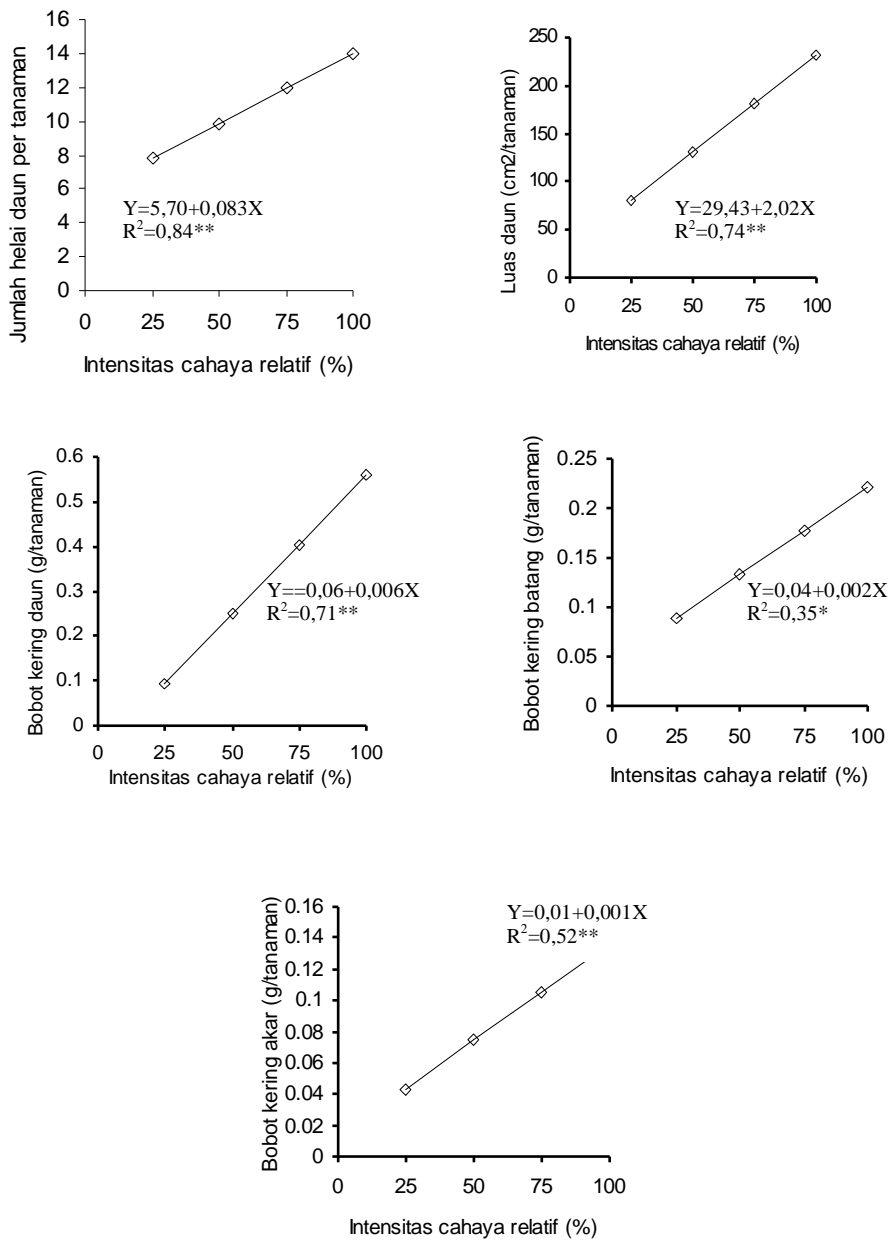 Jumlah helai daun per tanaman
16
14
12
10
8
6
4
2
0
Y=5,70+0,083X
R²=0,84**
0 25 50 75 100
Intensitas cahaya relatif (%)
Luas daun (cm2/tanaman)
250
200
150
100
50
0
Y=29,43+2,02X
R²=0,74**
0 25 50 75 100
Intensitas cahaya relatif (%)
Bobot kering daun (g/tanaman)
0.6
0.5
0.4
0.3
0.2
0.1
0
Y==0,06+0,006X
R²=0,71**
0 25 50 75 100
Intensitas cahaya relatif (%)
Bobot kering batang (g/tanaman)
0.25
0.2
0.15
0.1
0.05
0
Y=0,04+0,002X
R²=0,35*
0 25 50 75 100
Intensitas cahaya relatif (%)
Bobot kering akar (g/tanaman)
0.16
0.14
0.12
0.1
0.08
0.06
0.04
0.02
0
Y=0,01+0,001X
R²=0,52**
0 25 50 75 100
Intensitas cahaya relatif (%)